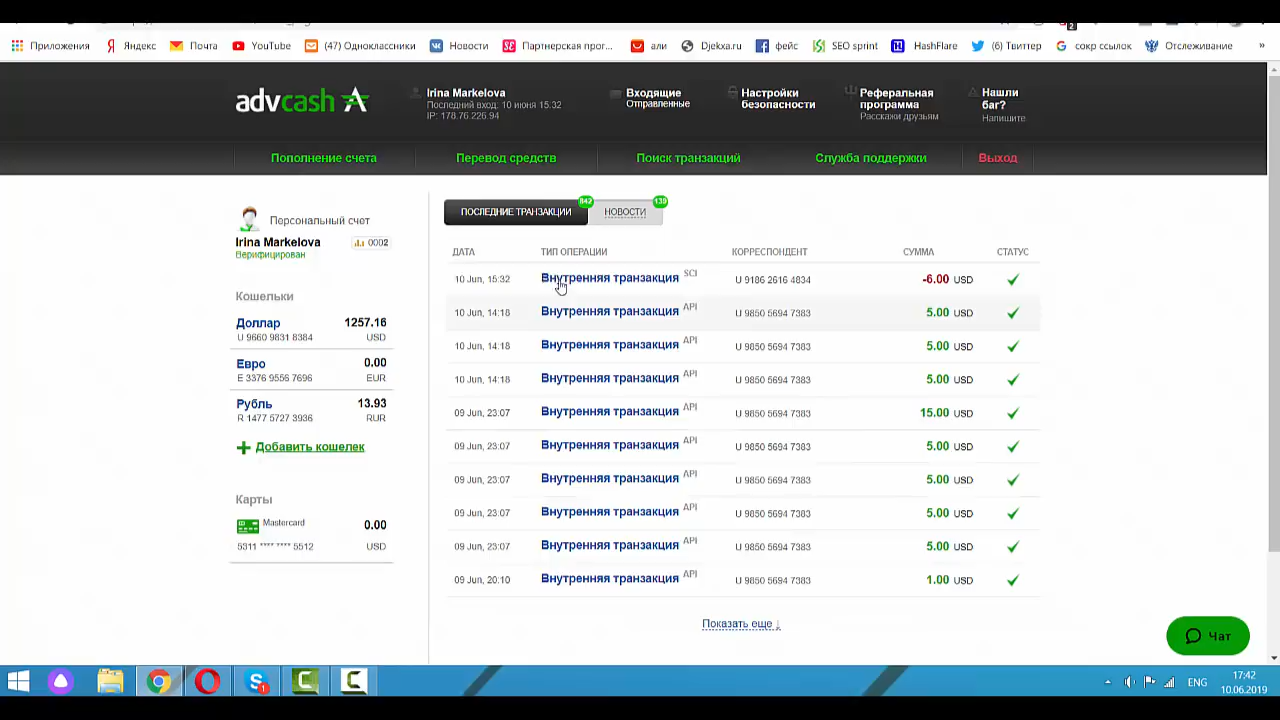 Приложения Яндекс Почта YouTube (47) Одноклассники Новости Партнерская прог... али Djekxa.ru фейс SEO sprint HashFlare (6) Твиттер сокр ссылок Отслеживание »
2
advcash
Irina Markelova
Последний вход: 10 июня 15.32
IP: 178.76.226.94
Входящие
Отправленные
Настройки
безопасности
Реферальная
программа
Расскажи друзьям
Нашли
баг?
Напишите
Пополнение счета Перевод средств Поиск транзакций Служба поддержки Выход
Персональный счет
Irina Markelova 0002
Верифицирован
Кошельки
Доллар 1257.16
U 9660 9831 8384 USD
Евро 0.00
E 3376 9556 7696 EUR
Рубль 13.93
R 1477 5727 3936 RUR
Добавить кошелек
Карты
Mastercard 0.00
5311 **** **** 5512 USD
ПОСЛЕДНИЕ ТРАНЗАКЦИИ 842 НОВОСТИ 139
ДАТА ТИП ОПЕРАЦИИ КОРРЕСПОНДЕНТ СУММА СТАТУС
10 Jun, 15:32 Внутренняя транзакция SCI U 9186 2616 4834 -6.00 USD
10 Jun, 14:18 Внутренняя транзакция API U 9850 5694 7383 5.00 USD
10 Jun, 14:18 Внутренняя транзакция API U 9850 5694 7383 5.00 USD
10 Jun, 14:18 Внутренняя транзакция API U 9850 5694 7383 5.00 USD
09 Jun, 23:07 Внутренняя транзакция API U 9850 5694 7383 15.00 USD
09 Jun, 23:07 Внутренняя транзакция API U 9850 5694 7383 5.00 USD
09 Jun, 23:07 Внутренняя транзакция API U 9850 5694 7383 5.00 USD
09 Jun, 23:07 Внутренняя транзакция API U 9850 5694 7383 5.00 USD
09 Jun, 23:07 Внутренняя транзакция API U 9850 5694 7383 5.00 USD
09 Jun, 20:10 Внутренняя транзакция API U 9850 5694 7383 1.00 USD
Показать еще ↓
Чат
ENG
17:42
10.06.2019